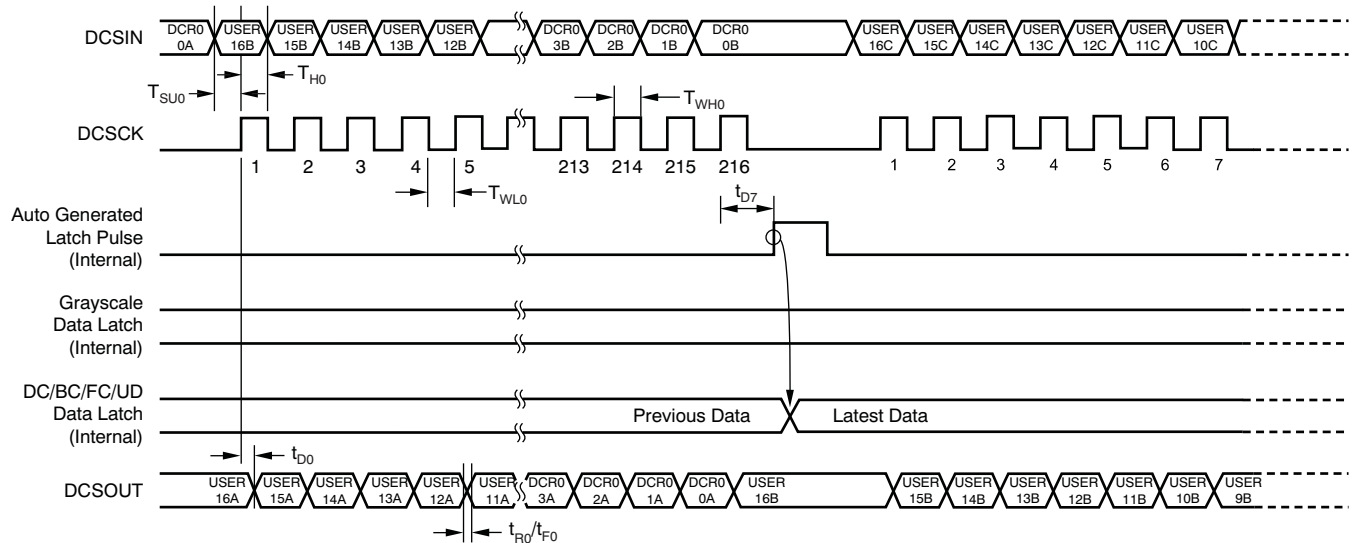 DCSIN
DCR0 0A
USER 16B
USER 15B
USER 14B
USER 13B
USER 12B
DCR0 3B
DCR0 2B
DCR0 1B
DCR0 0B
USER 16C
USER 15C
USER 14C
USER 13C
USER 12C
USER 11C
USER 10C
TSU0
TH0
TWH0
DCSCK
1 2 3 4 5 213 214 215 216 1 2 3 4 5 6 7
TWL0
tD7
Auto Generated
Latch Pulse
(Internal)
Grayscale
Data Latch
(Internal)
DC/BC/FC/UD
Data Latch
(Internal)
Previous Data
Latest Data
tD0
DCSOUT
USER 16A
USER 15A
USER 14A
USER 13A
USER 12A
USER 11A
DCR0 3A
DCR0 2A
DCR0 1A
DCR0 0A
USER 16B
USER 15B
USER 14B
USER 13B
USER 12B
USER 11B
USER 10B
USER 9B
tR0/tF0